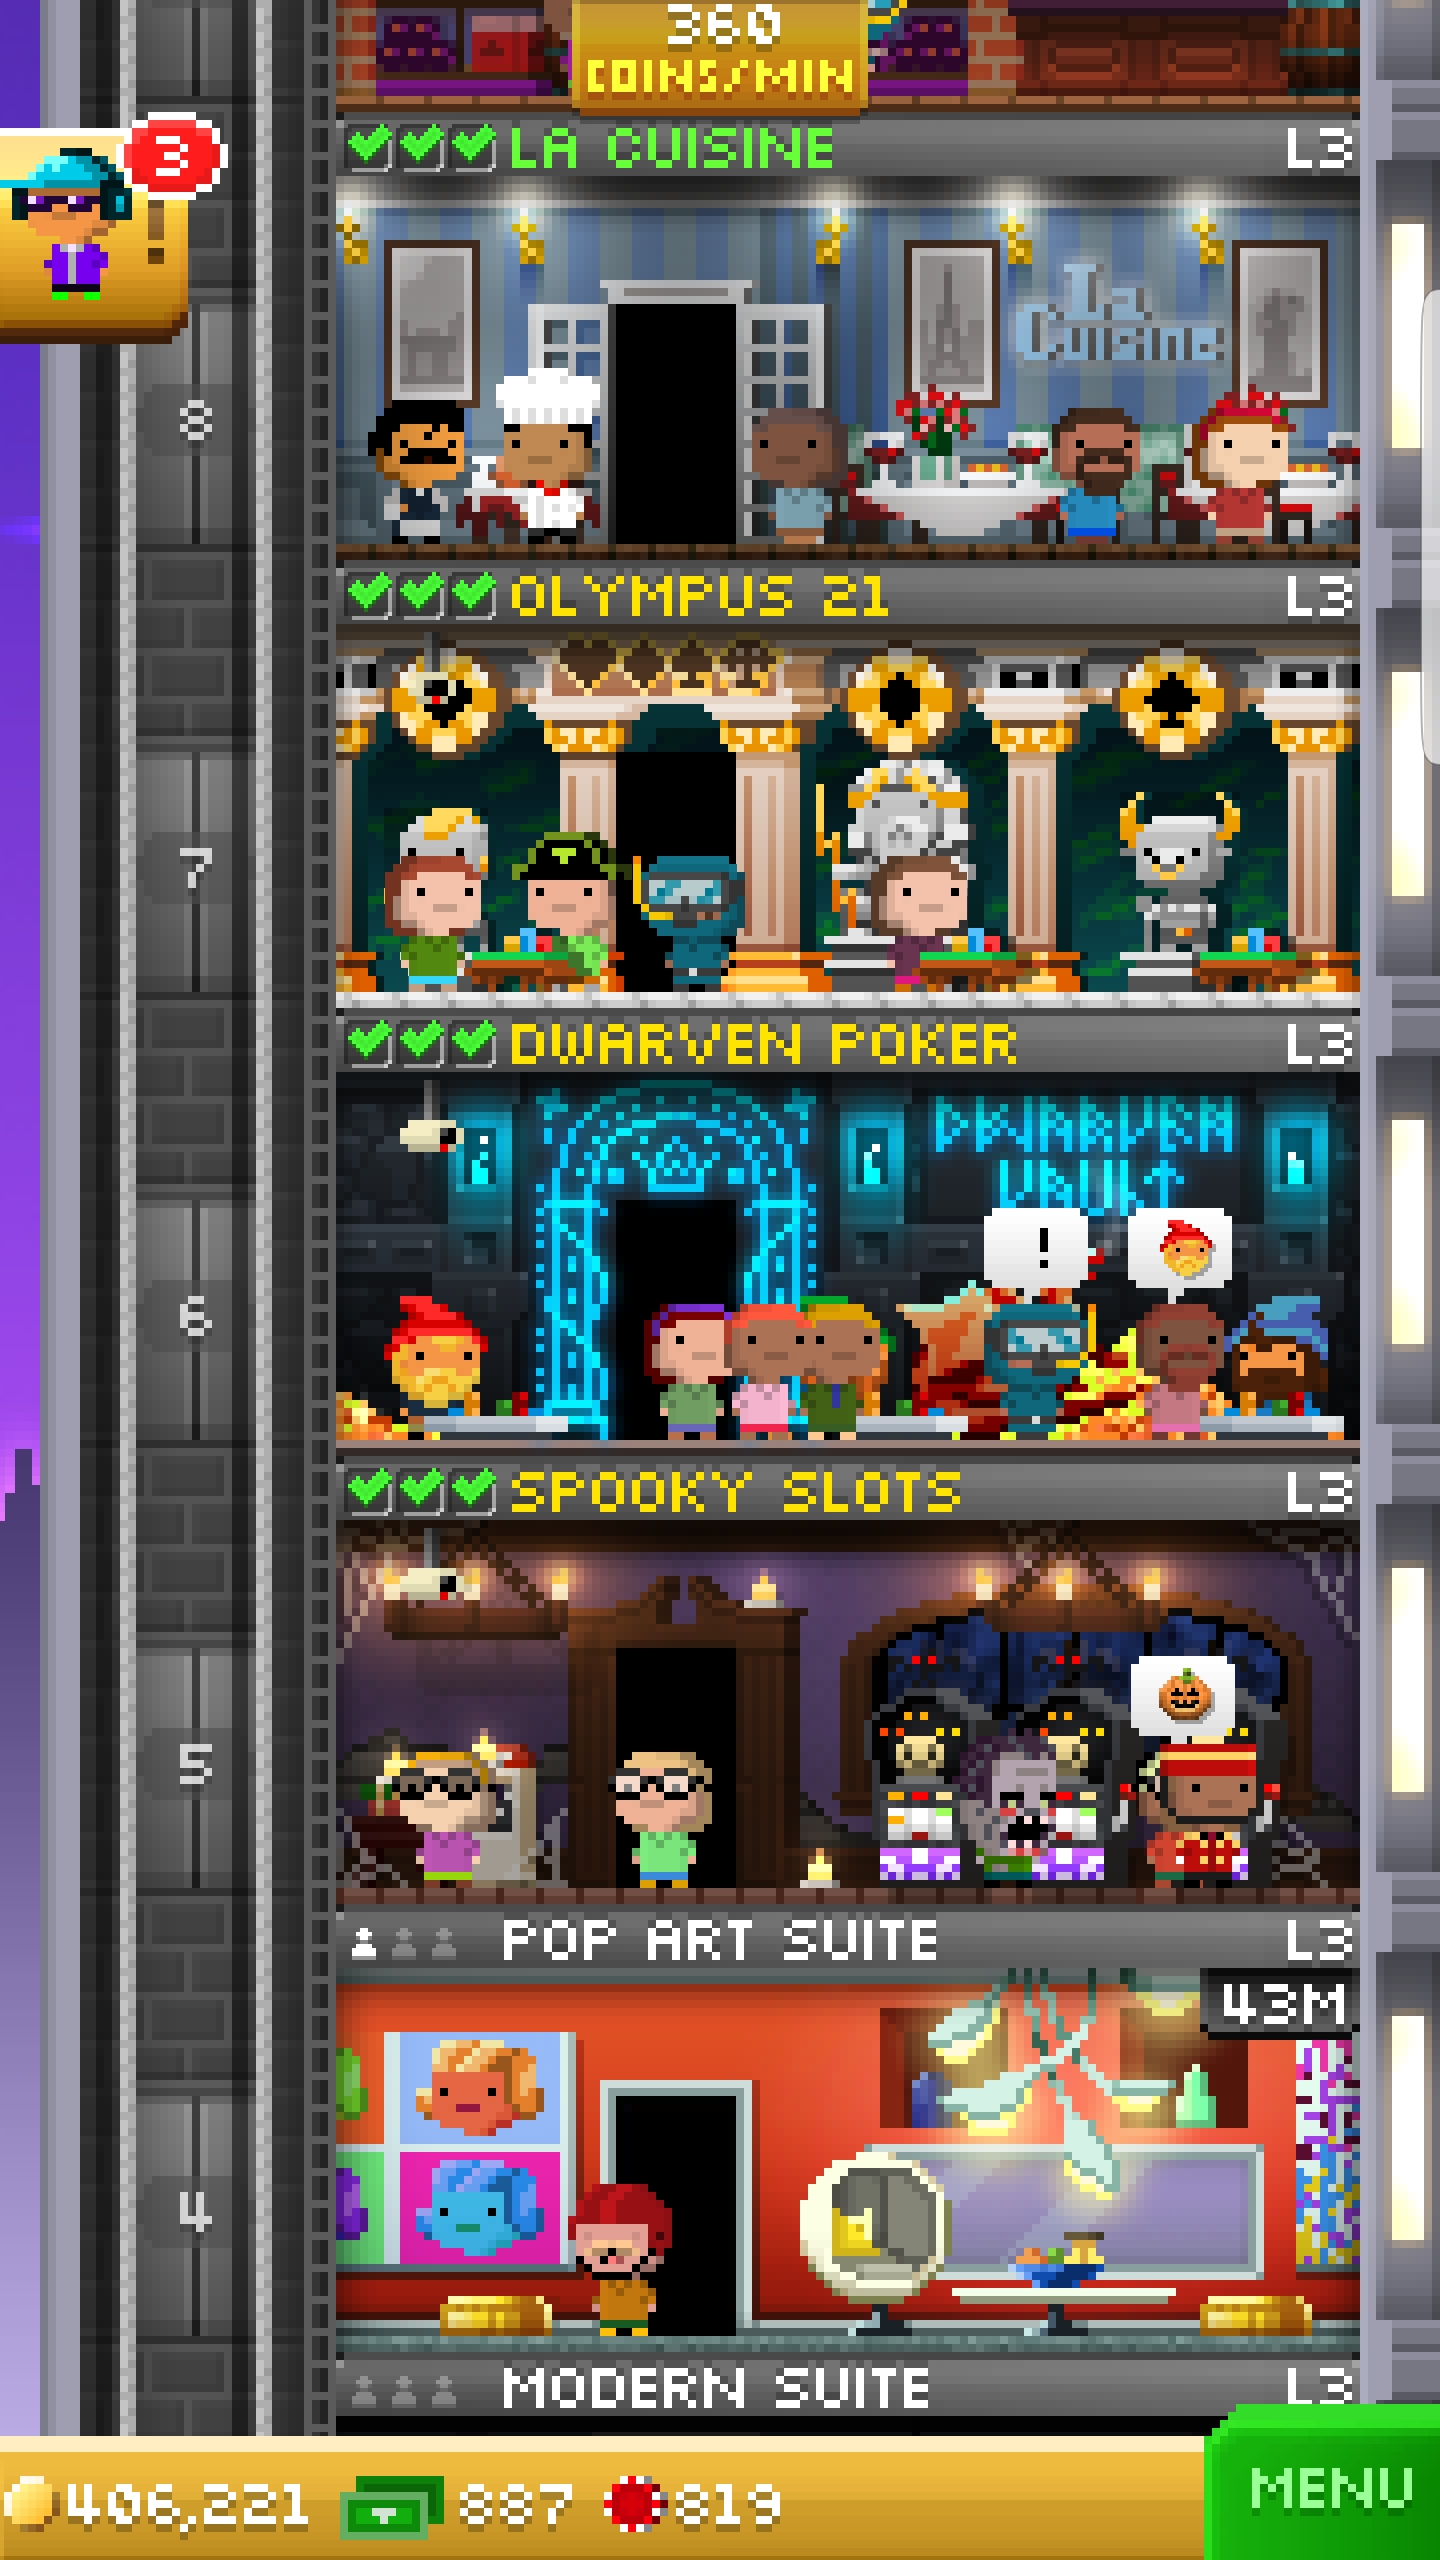 360
COINS/MIN
3
LA CUISINE L3
La
Cuisine
8
OLYMPUS 21 L3
7
DWARVEN POKER L3
DWARVEN
VAULT
!
6
SPOOKY SLOTS L3
5
POP ART SUITE L3
43M
4
MODERN SUITE L3
406,221 887 819
MENU